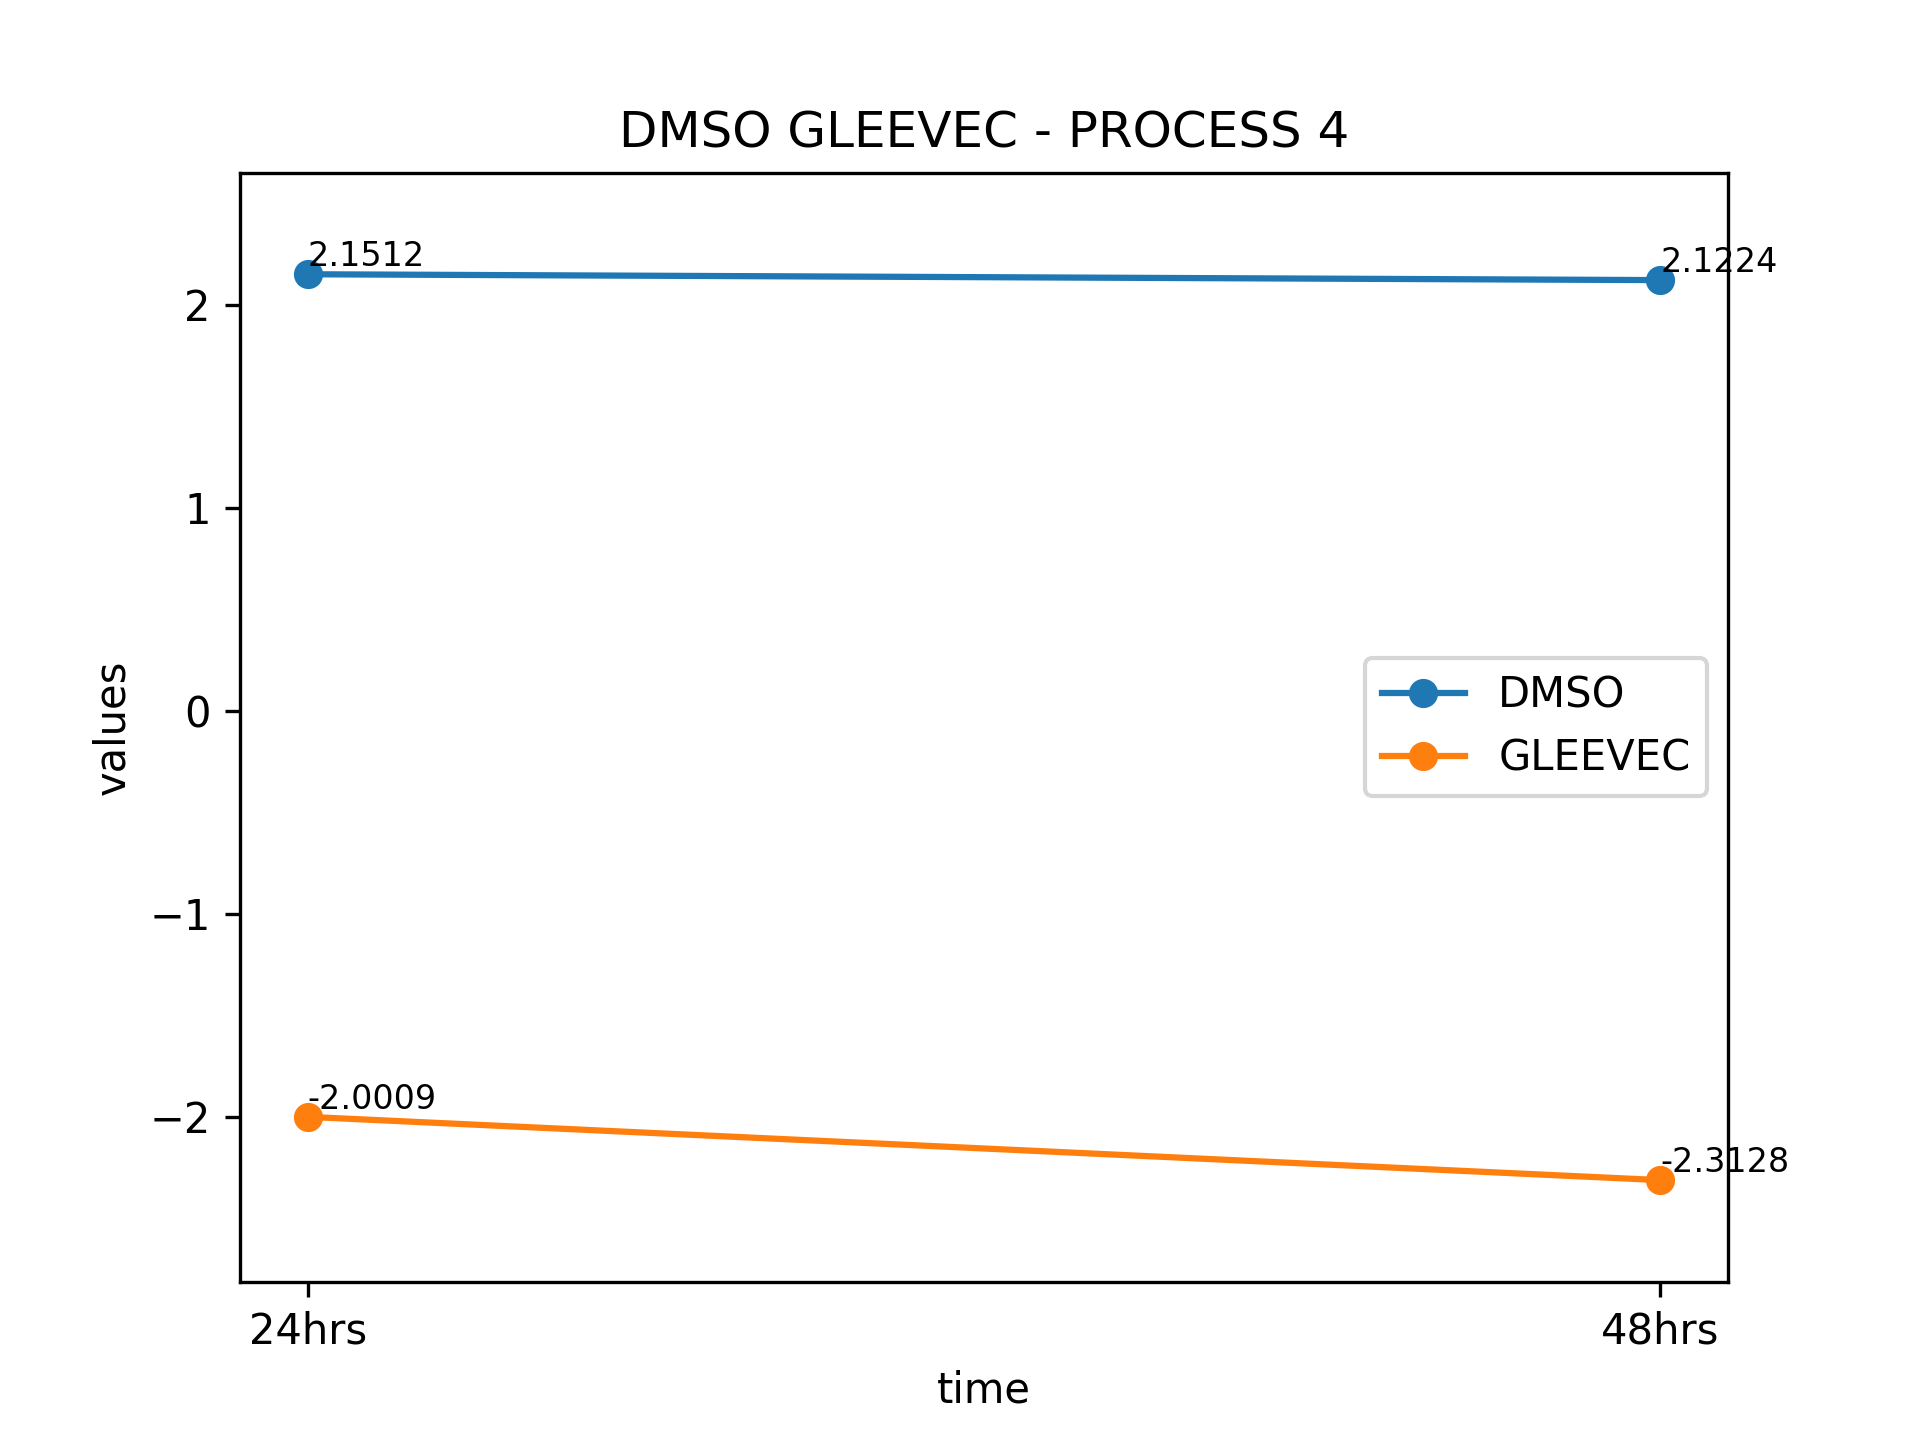 DMSO GLEEVEC - PROCESS 4
2.1512
2.1224
2
1
0
−1
−2
values
DMSO
GLEEVEC
-2.0009
-2.3128
24hrs
48hrs
time